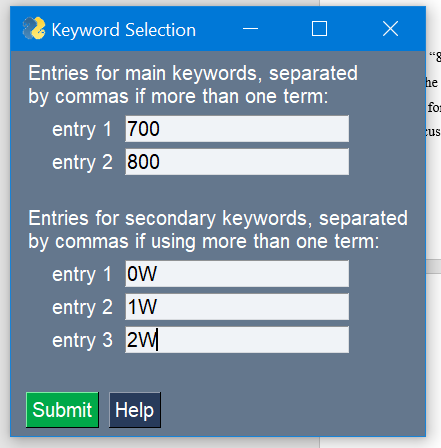 Keyword Selection
Entries for main keywords, separated
by commas if more than one term:
entry 1 700
entry 2 800
Entries for secondary keywords, separated
by commas if using more than one term:
entry 1 0W
entry 2 1W
entry 3 2W
Submit Help